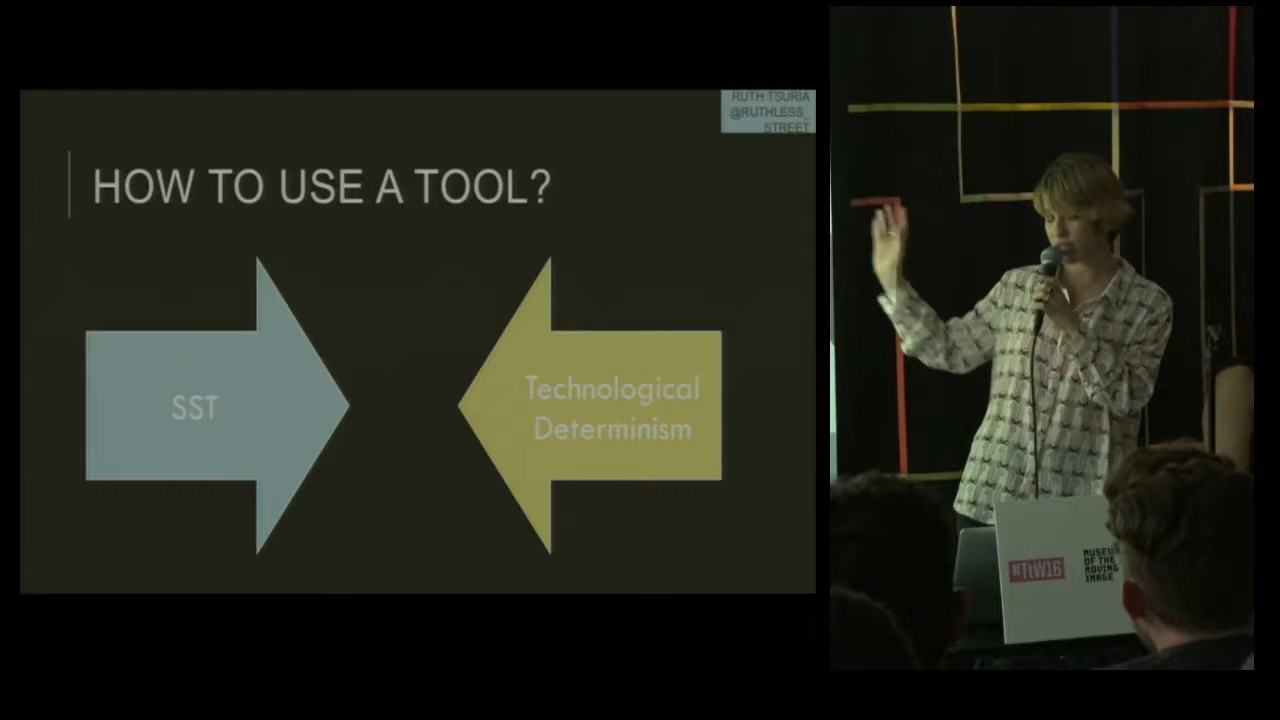 RUTH TSURIA
@RUTHLESS_
STREET
HOW TO USE A TOOL?
SST
Technological
Determinism
#TtW16
MUSEUM
OF THE
MOVING
IMAGE